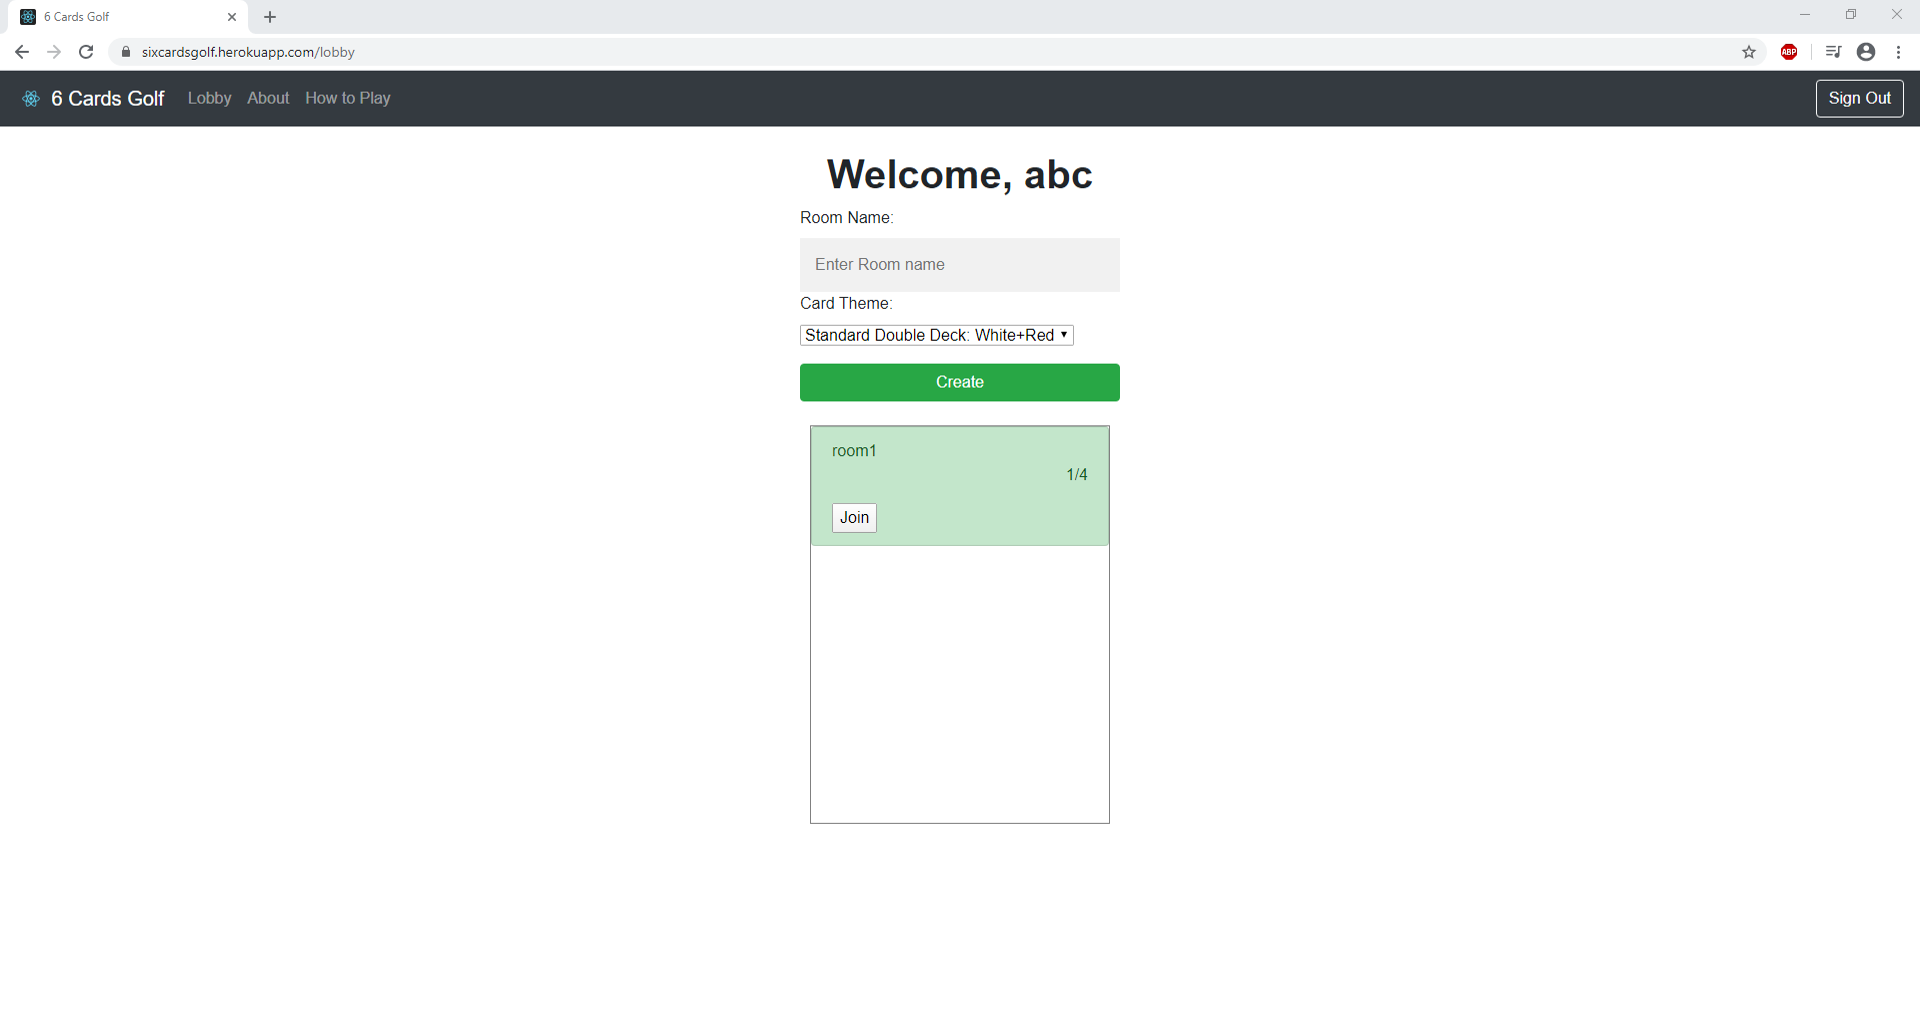 6 Cards Golf
sixcardsgolf.herokuapp.com/lobby
ABP
6 Cards Golf Lobby About How to Play Sign Out
Welcome, abc
Room Name:
Enter Room name
Card Theme:
Standard Double Deck: White+Red
Create
room1
1/4
Join